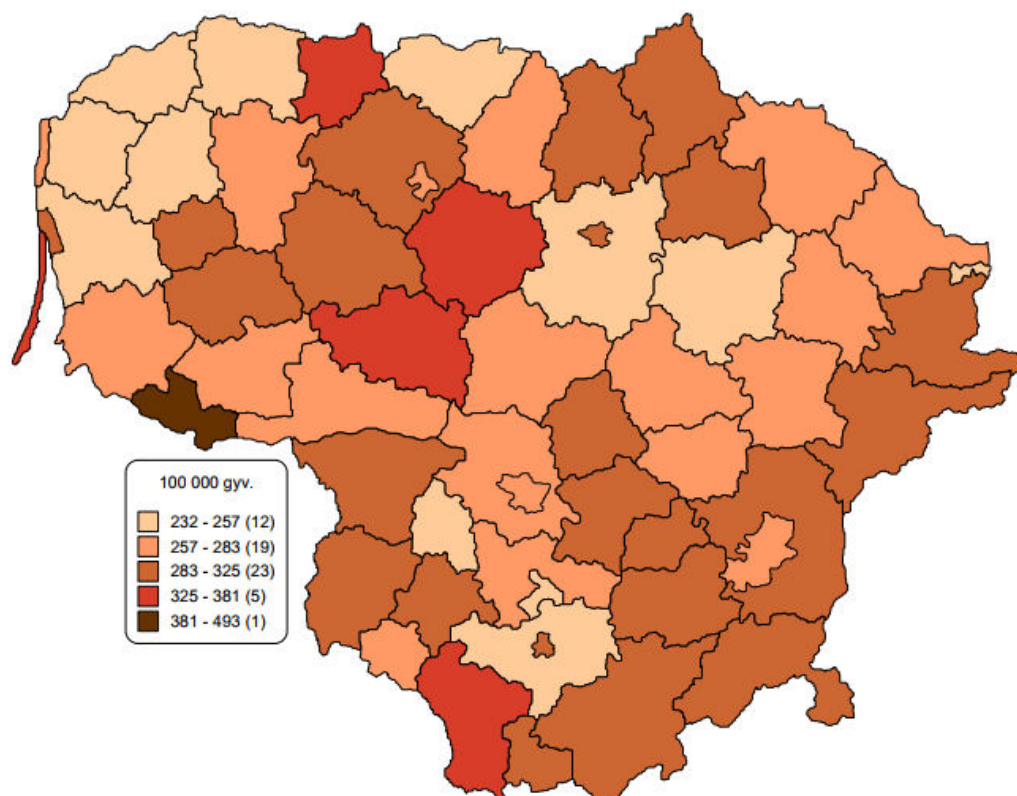 100 000 gyv.
232 - 257 (12)
257 - 283 (19)
283 - 325 (23)
325 - 381 (5)
381 - 493 (1)